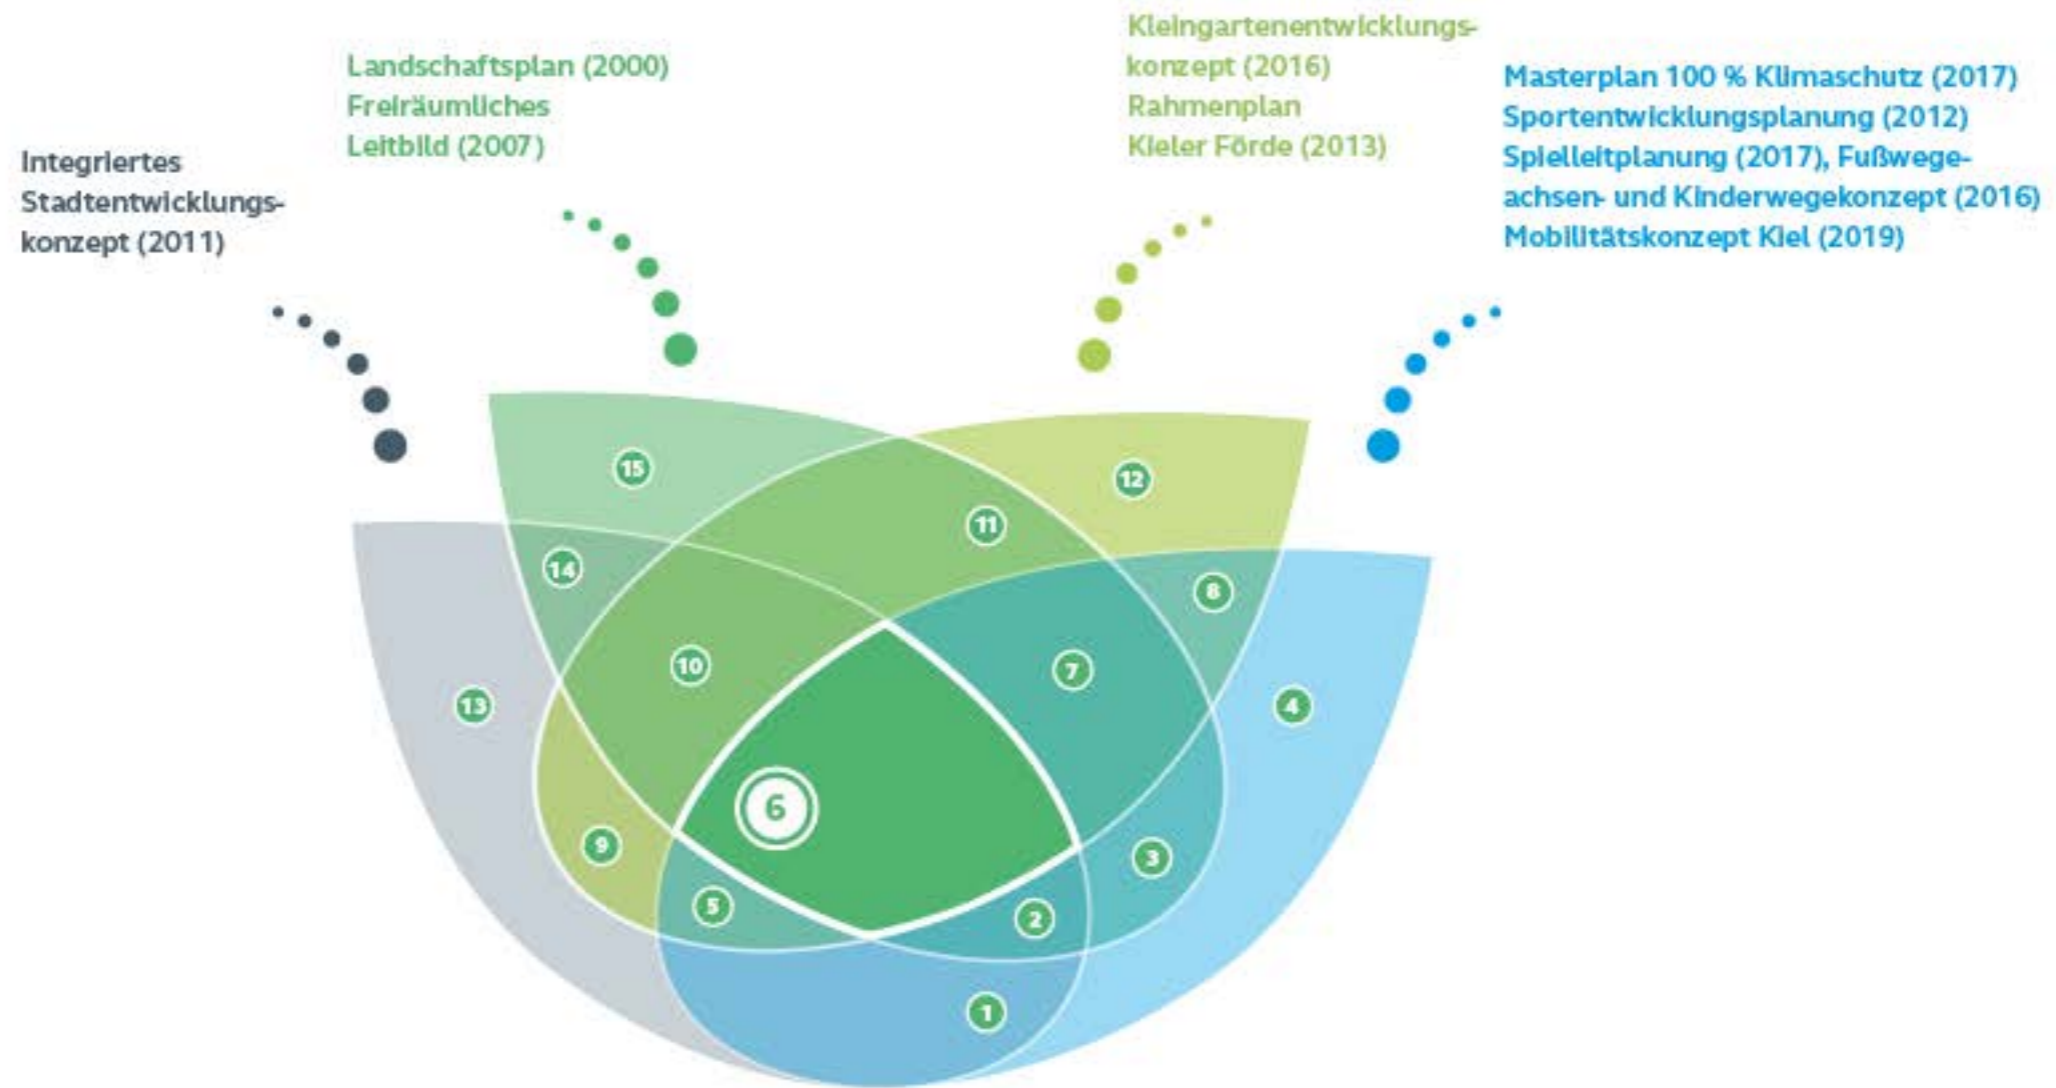 Integriertes
Stadtentwicklungs-
konzept (2011)
Landschaftsplan (2000)
Freiräumliches
Leitbild (2007)
Kleingartenentwicklungs-
konzept (2016)
Rahmenplan
Kieler Förde (2013)
Masterplan 100 % Klimaschutz (2017)
Sportentwicklungsplanung (2012)
Spielleitplanung (2017), Fußwege-
achsen- und Kinderwegekonzept (2016)
Mobilitätskonzept Kiel (2019)
15
12
11
14
8
10
7
13
4
6
9
3
5
2
1